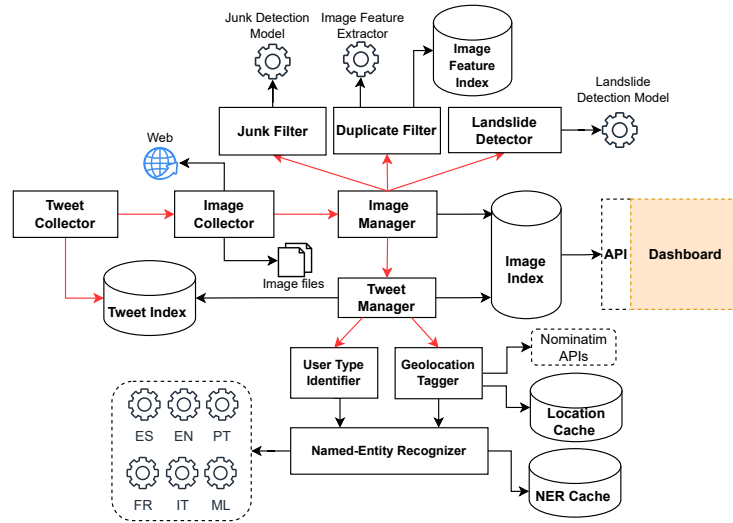 Junk Detection
Model
Image Feature
Extractor
Image
Feature
Index
Landslide
Detection Model
Junk Filter
Duplicate Filter
Landslide
Detector
Web
Tweet
Collector
Image
Collector
Image
Manager
Image
Index
API
Dashboard
Image files
Tweet Index
Tweet
Manager
User Type
Identifier
Geolocation
Tagger
Nominatim
APIs
Location
Cache
ES EN PT
FR IT ML
Named-Entity Recognizer
NER Cache